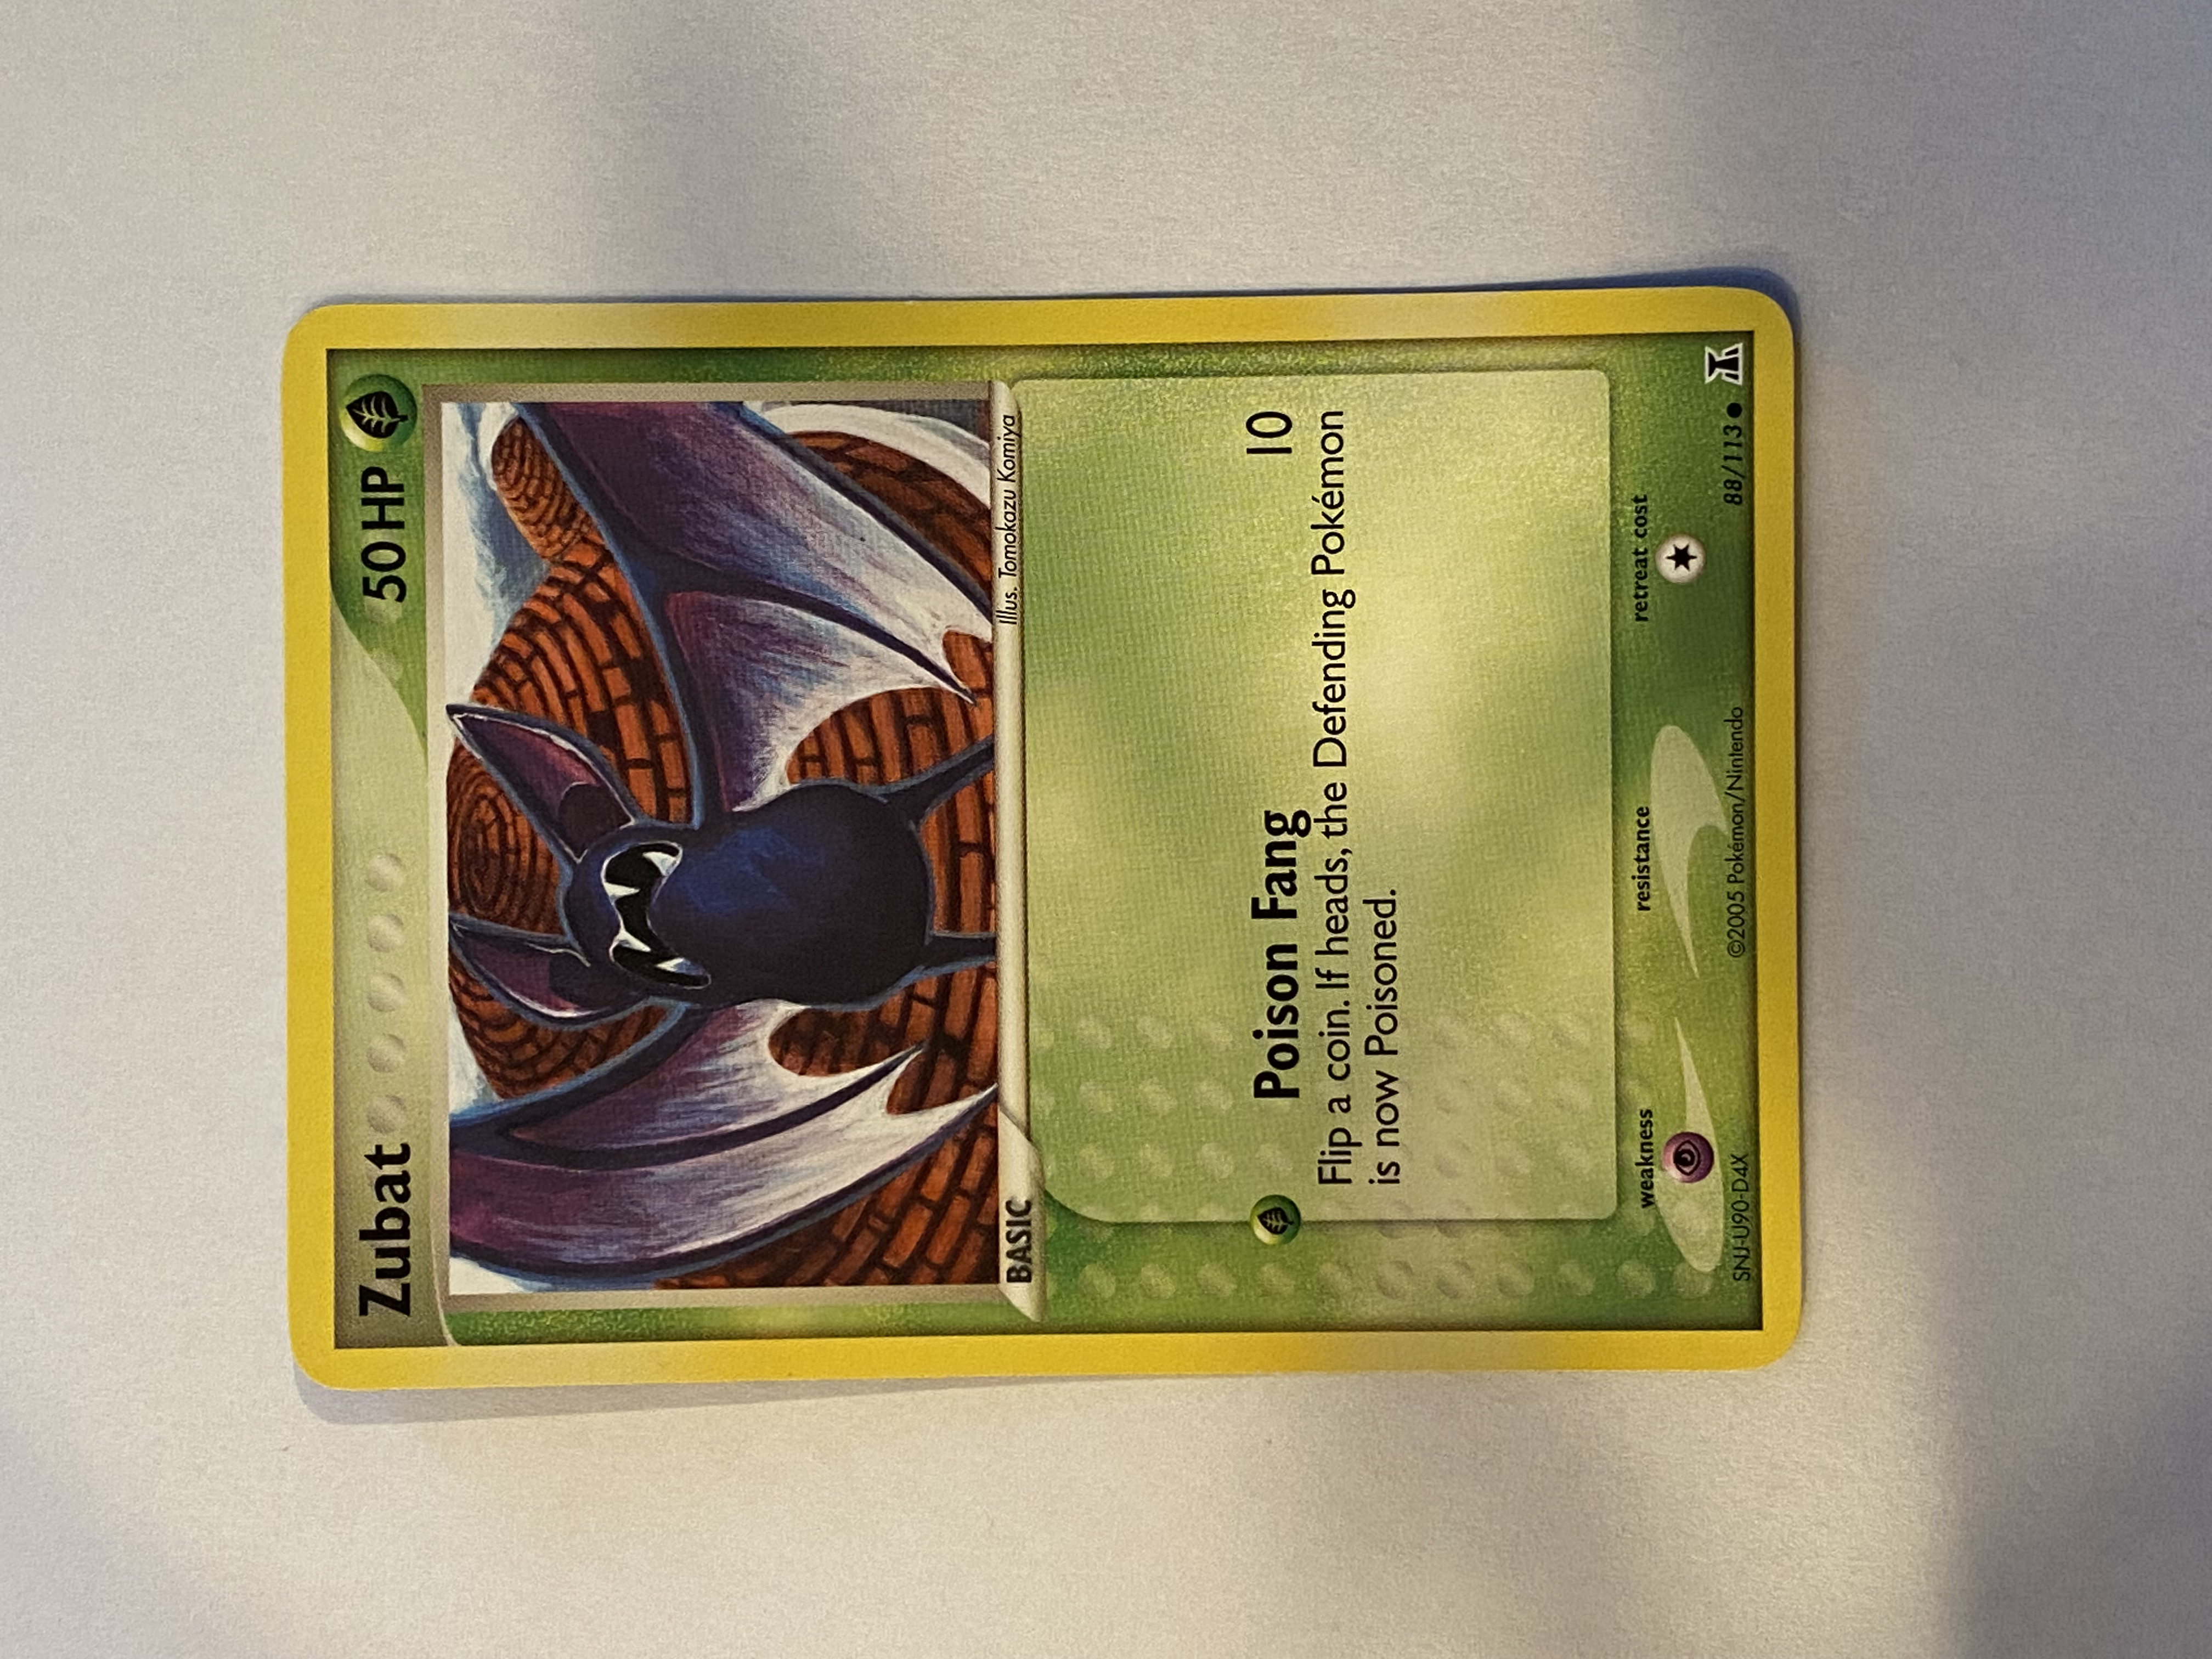 Zubat 50 HP
BASIC
Illus. Tomokazu Komiya
Poison Fang 10
Flip a coin. If heads, the Defending Pokémon
is now Poisoned.
weakness resistance retreat cost
SNJ-U90-D4X ©2005 Pokémon/Nintendo 88/113